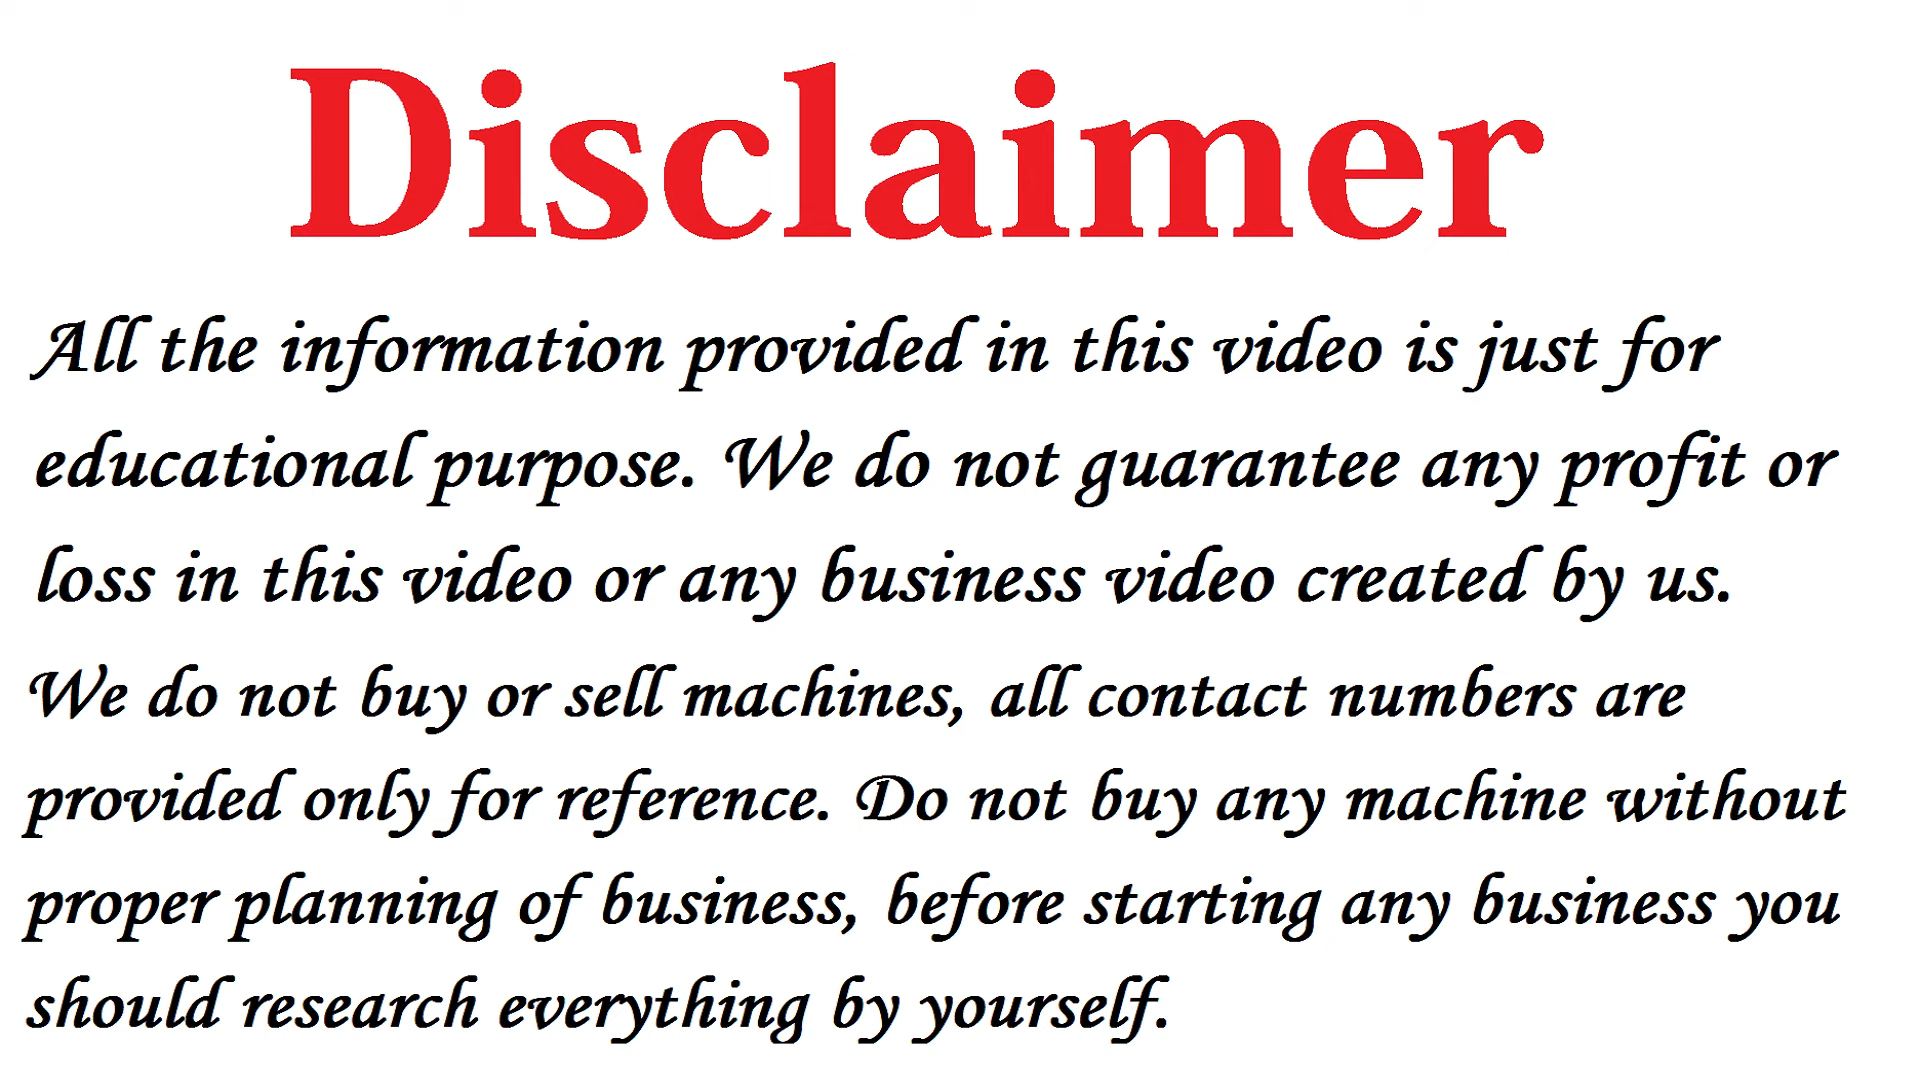 Disclaimer
All the information provided in this video is just for
educational purpose. We do not guarantee any profit or
loss in this video or any business video created by us.
We do not buy or sell machines, all contact numbers are
provided only for reference. Do not buy any machine without
proper planning of business, before starting any business you
should research everything by yourself.